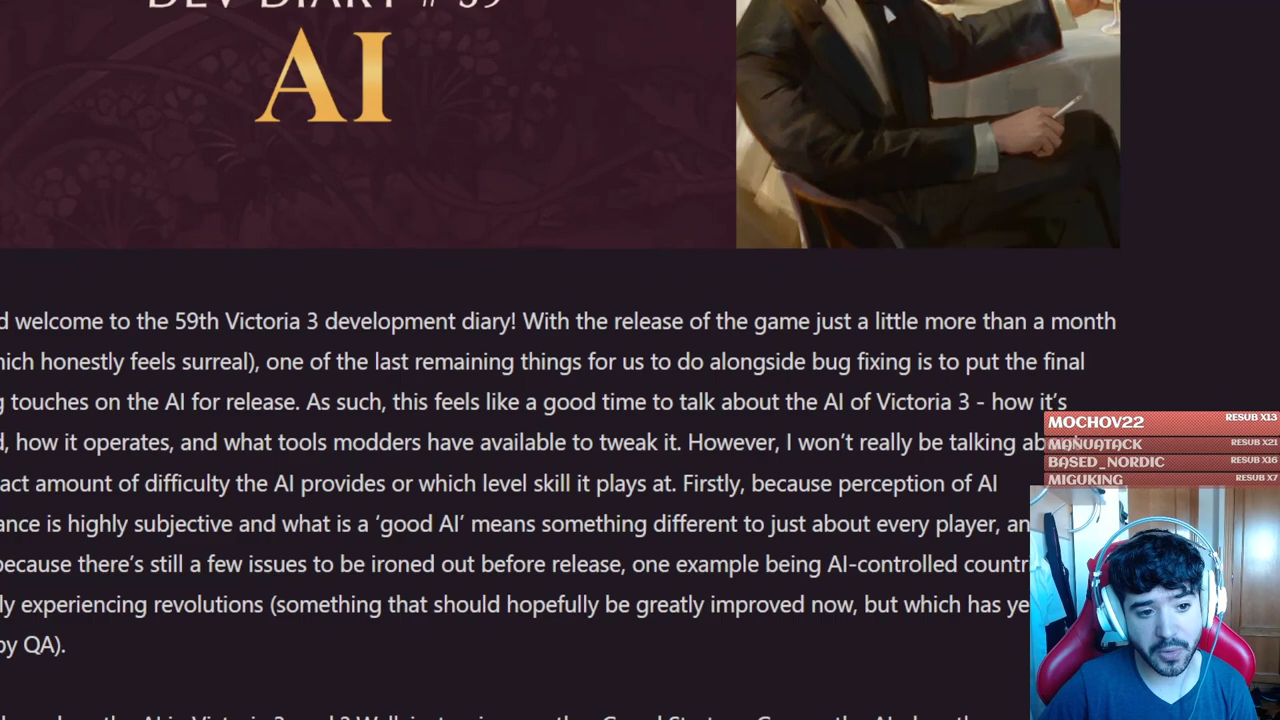 DEV DIARY # 59
AI
d welcome to the 59th Victoria 3 development diary! With the release of the game just a little more than a month
hich honestly feels surreal), one of the last remaining things for us to do alongside bug fixing is to put the final
g touches on the AI for release. As such, this feels like a good time to talk about the AI of Victoria 3 - how it's
d, how it operates, and what tools modders have available to tweak it. However, I won't really be talking about
act amount of difficulty the AI provides or which level skill it plays at. Firstly, because perception of AI
ance is highly subjective and what is a 'good AI' means something different to just about every player, an
because there's still a few issues to be ironed out before release, one example being AI-controlled countr
ly experiencing revolutions (something that should hopefully be greatly improved now, but which has ye
by QA).
MOCHOV22 RESUB X13
MANUATACK RESUB X21
BASED_NORDIC RESUB X16
MIGUKING RESUB X7